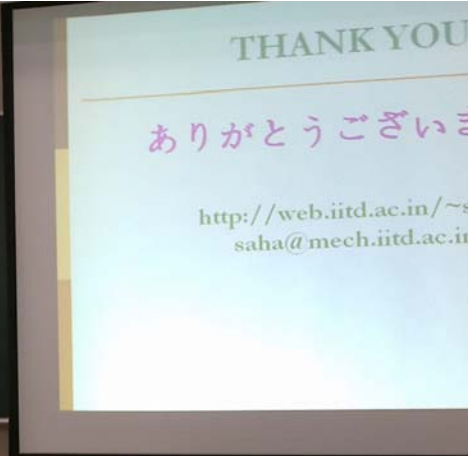 THANK YOU
ありがとうございま
http://web.iitd.ac.in/~s
saha@mech.iitd.ac.in